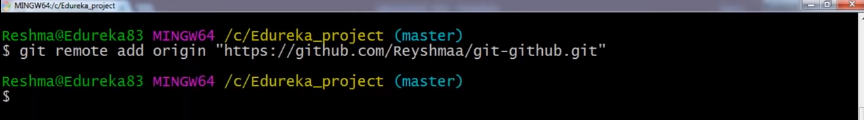 MINGW64:/c/Edureka_project
Reshma@Edureka83 MINGW64 /c/Edureka_project (master)
$ git remote add origin "https://github.com/Reyshmaa/git-github.git"
Reshma@Edureka83 MINGW64 /c/Edureka_project (master)
$